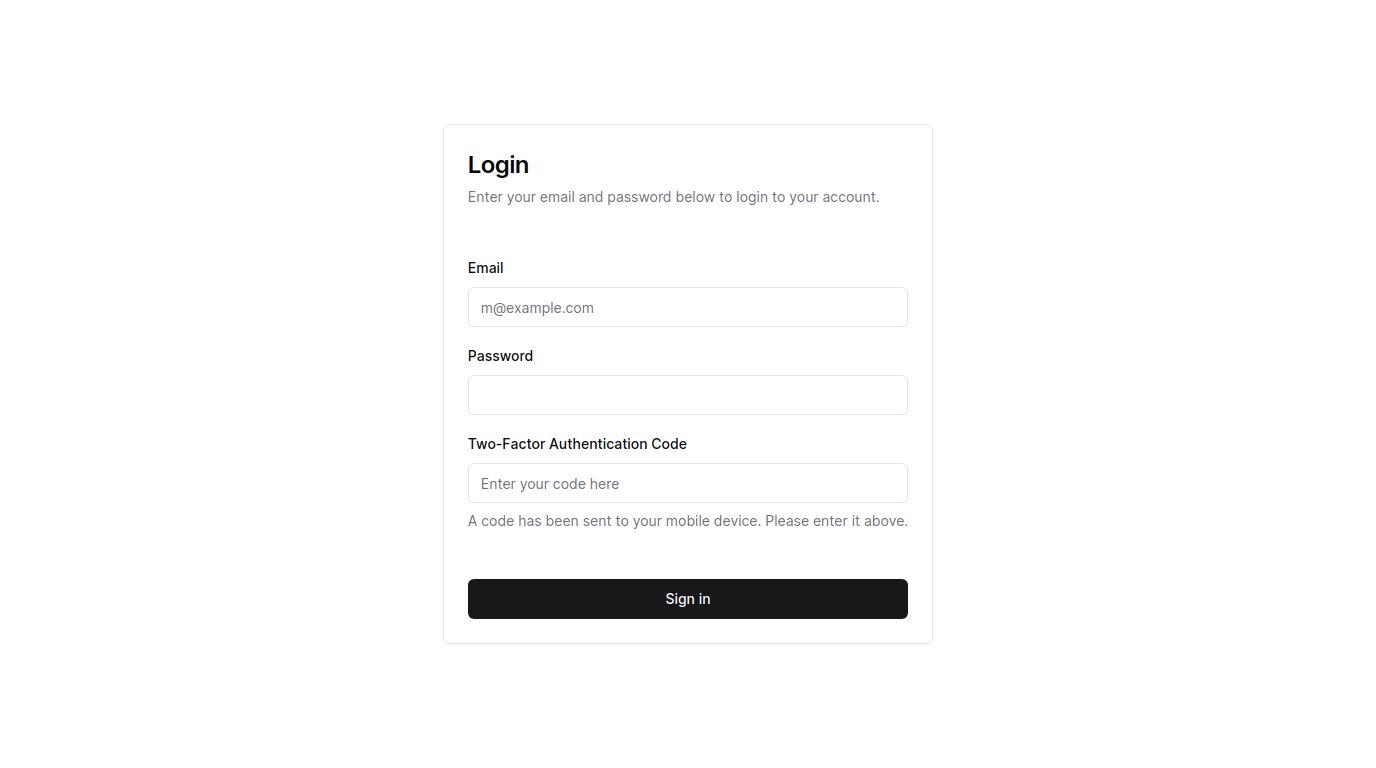 Login
Enter your email and password below to login to your account.
Email
m@example.com
Password
Two-Factor Authentication Code
Enter your code here
A code has been sent to your mobile device. Please enter it above.
Sign in